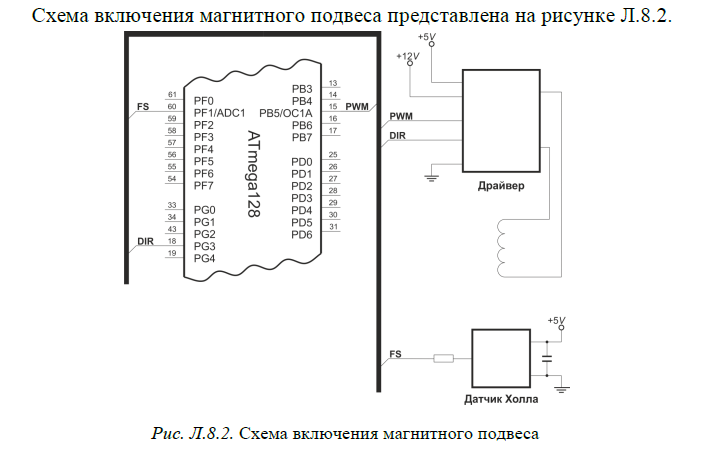 Схема включения магнитного подвеса представлена на рисунке Л.8.2.
+5V
+12V
61 PF0
FS 60 PF1/ADC1
59 PF2
58 PF3
57 PF4
56 PF5
55 PF6
54 PF7
33 PG0
34 PG1
43 PG2
DIR 18 PG3
19 PG4
ATmega128
PB3 13
PB4 14
PB5/OC1A 15 PWM
PB6 16
PB7 17
PD0 25
PD1 26
PD2 27
PD3 28
PD4 29
PD5 30
PD6 31
PWM
DIR
Драйвер
+5V
FS
Датчик Холла
Рис. Л.8.2. Схема включения магнитного подвеса